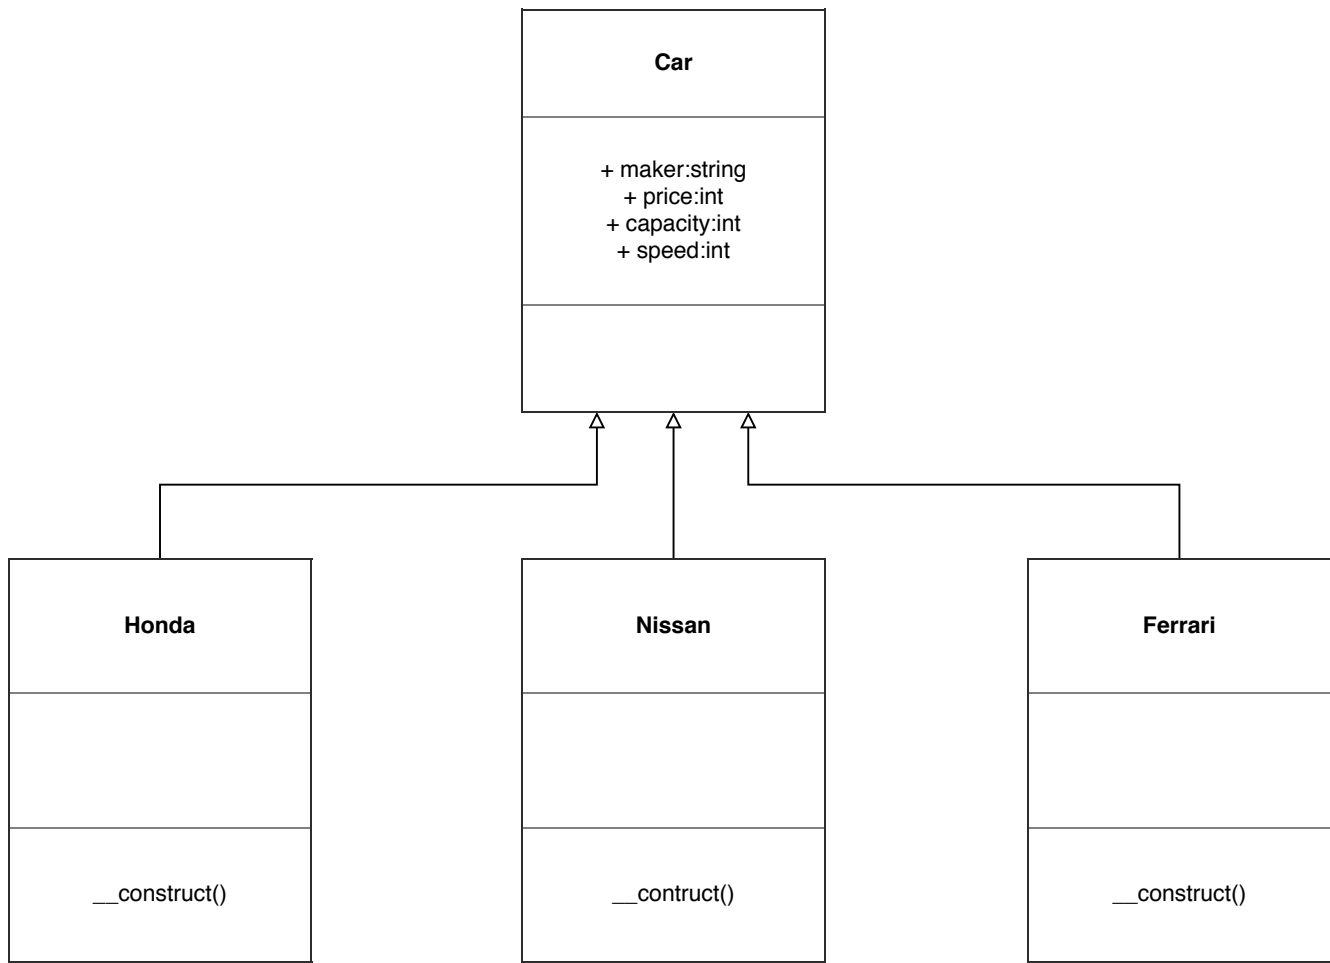 Car
+ maker:string
+ price:int
+ capacity:int
+ speed:int
Honda
Nissan
Ferrari
__construct()
__contruct()
__construct()